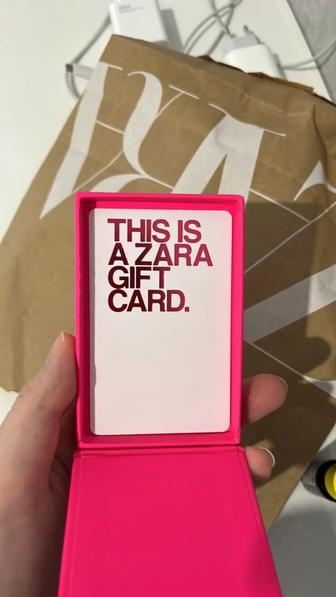 THIS IS
A ZARA
GIFT
CARD.